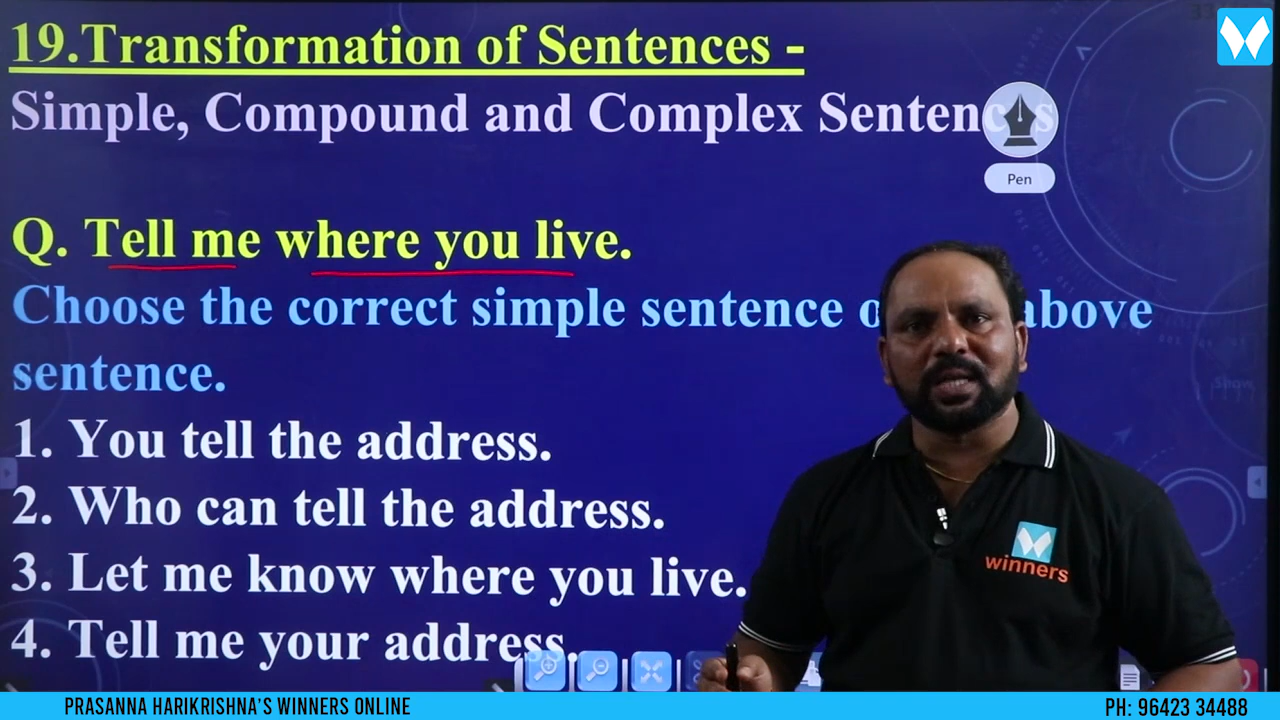 19.Transformation of Sentences -
Simple, Compound and Complex Sentences
Pen
Q. Tell me where you live.
Choose the correct simple sentence o above
sentence.
1. You tell the address.
2. Who can tell the address.
3. Let me know where you live.
4. Tell me your address.
winners
PRASANNA HARIKRISHNA'S WINNERS ONLINE
PH: 96423 34488